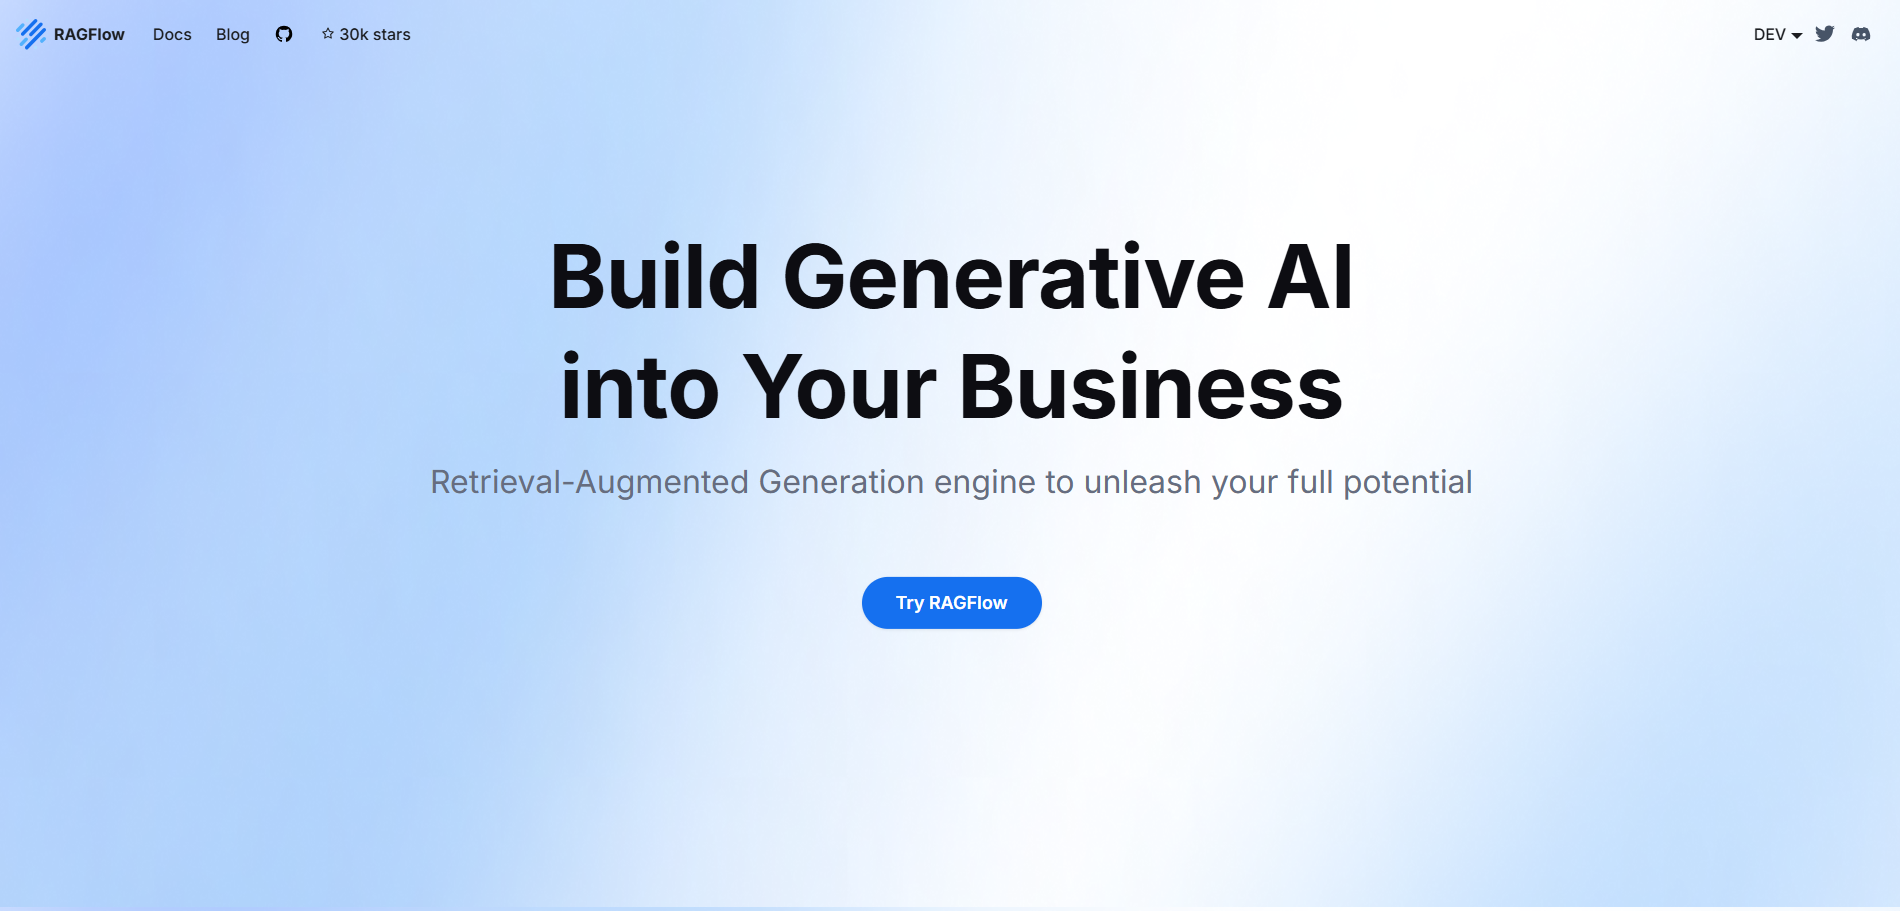 RAGFlow Docs Blog 30k stars DEV
Build Generative AI
into Your Business
Retrieval-Augmented Generation engine to unleash your full potential
Try RAGFlow